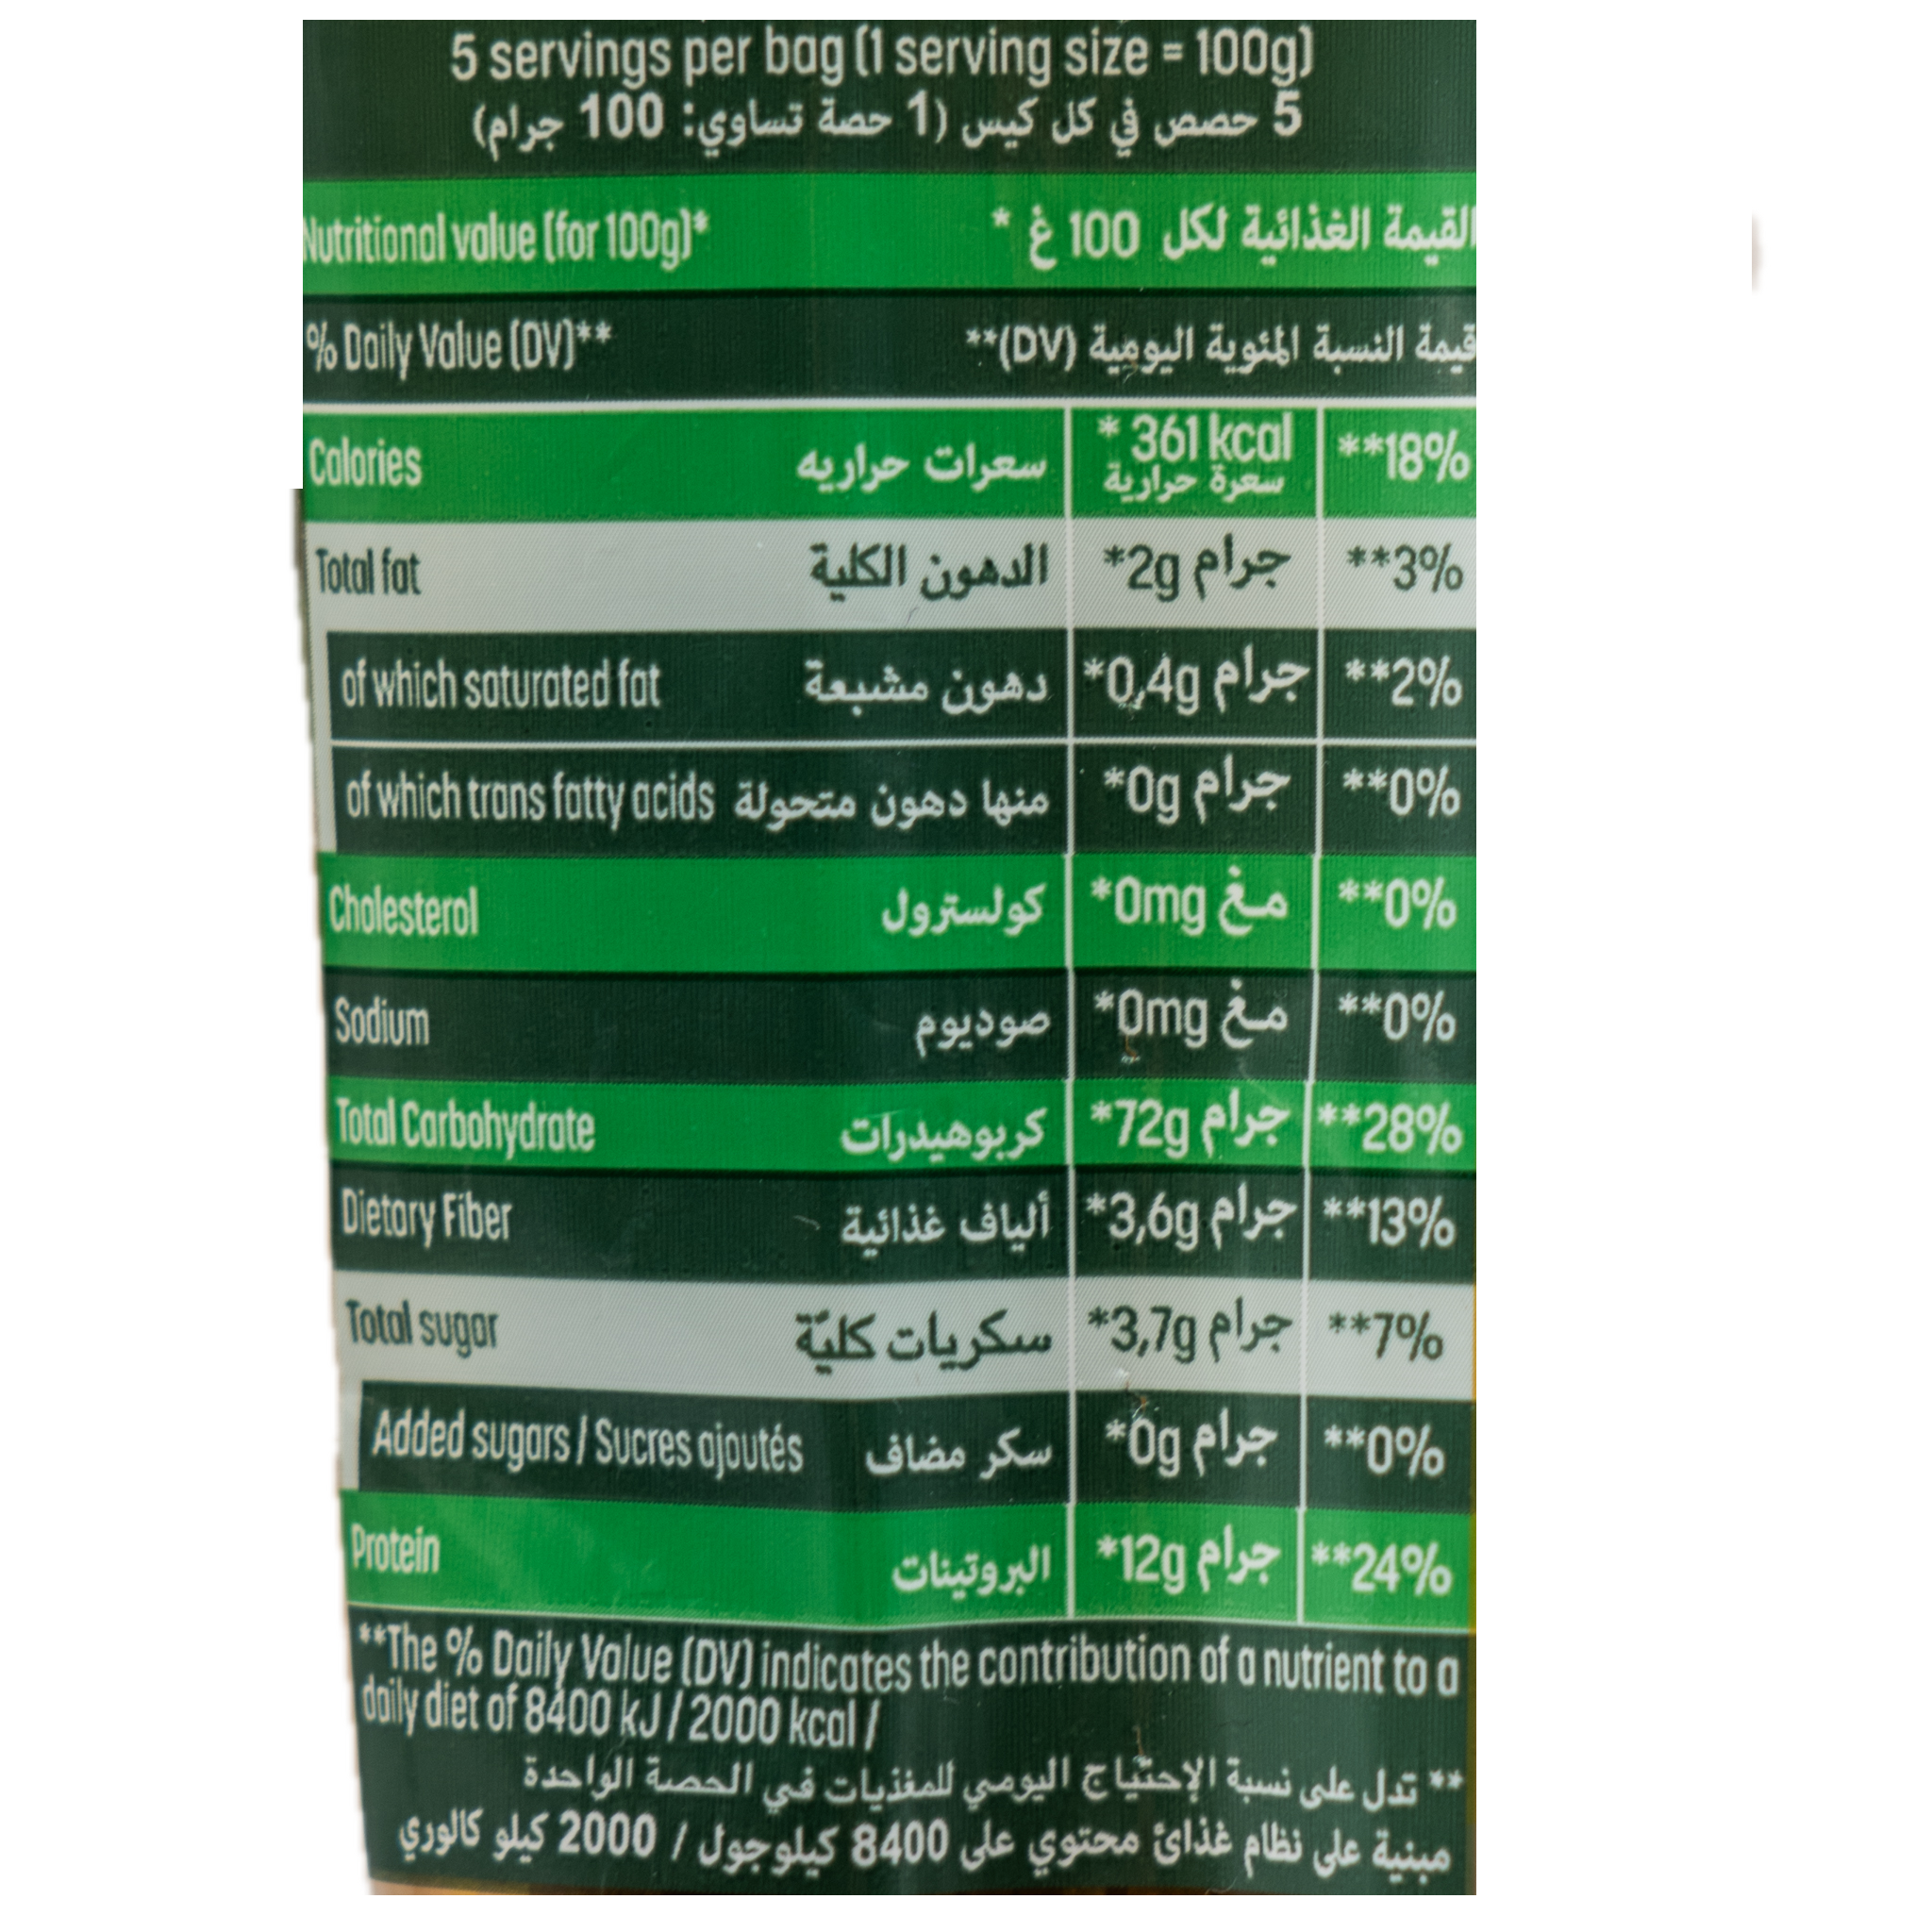 5 servings per bag (1 serving size = 100g)
5 حصص في كل كيس (1 حصة تساوي: 100 جرام)
Nutritional value (for 100g)* القيمة الغذائية لكل 100 غ *
% Daily Value (DV)** قيمة النسبة المئوية اليومية (DV)**
Calories سعرات حراريه * 361 kcal **18%
سعرة حرارية
Total fat الدهون الكلية *2g جرام **3%
of which saturated fat دهون مشبعة *0,4g جرام **2%
of which trans fatty acids منها دهون متحولة *0g جرام **0%
Cholesterol كولسترول *0mg مغ **0%
Sodium صوديوم *0mg مغ **0%
Total Carbohydrate كربوهيدرات *72g جرام **28%
Dietary Fiber ألياف غذائية *3,6g جرام **13%
Total sugar سكريات كليّة *3,7g جرام **7%
Added sugars / Sucres ajoutés سكر مضاف *0g جرام **0%
Protein البروتينات *12g جرام **24%
**The % Daily Value (DV) indicates the contribution of a nutrient to a
daily diet of 8400 kJ / 2000 kcal /
** تدل على نسبة الإحتياج اليومي للمغذيات في الحصة الواحدة
مبنية على نظام غذائ محتوي على 8400 كيلوجول / 2000 كيلو كالوري